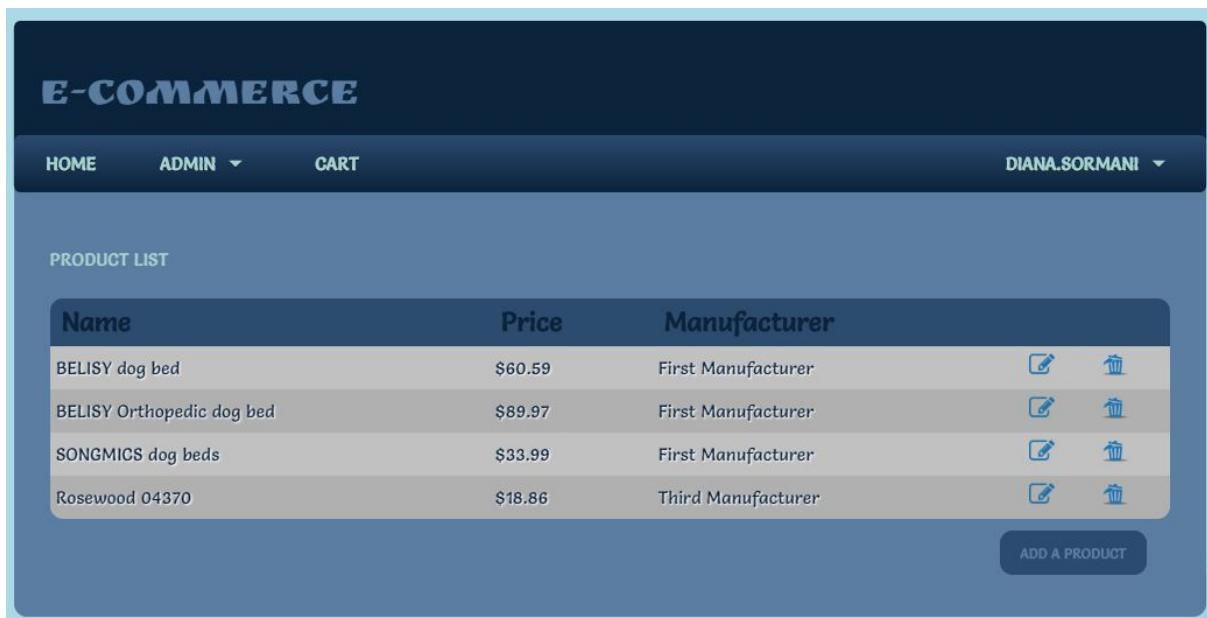 E-COMMERCE
HOME ADMIN CART DIANA.SORMANI
PRODUCT LIST
Name Price Manufacturer
BELISY dog bed $60.59 First Manufacturer
BELISY Orthopedic dog bed $89.97 First Manufacturer
SONGMICS dog beds $33.99 First Manufacturer
Rosewood 04370 $18.86 Third Manufacturer
ADD A PRODUCT